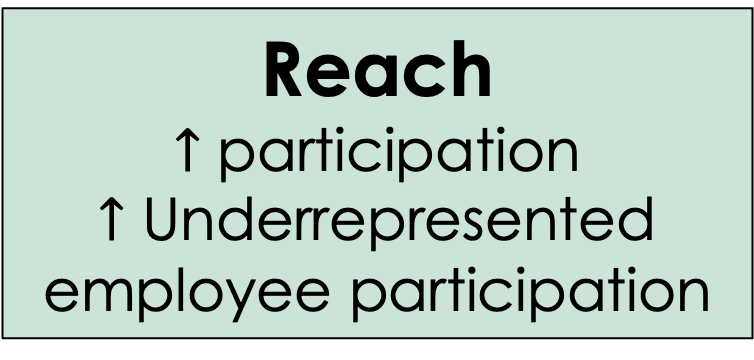 Reach
↑ participation
↑ Underrepresented
employee participation